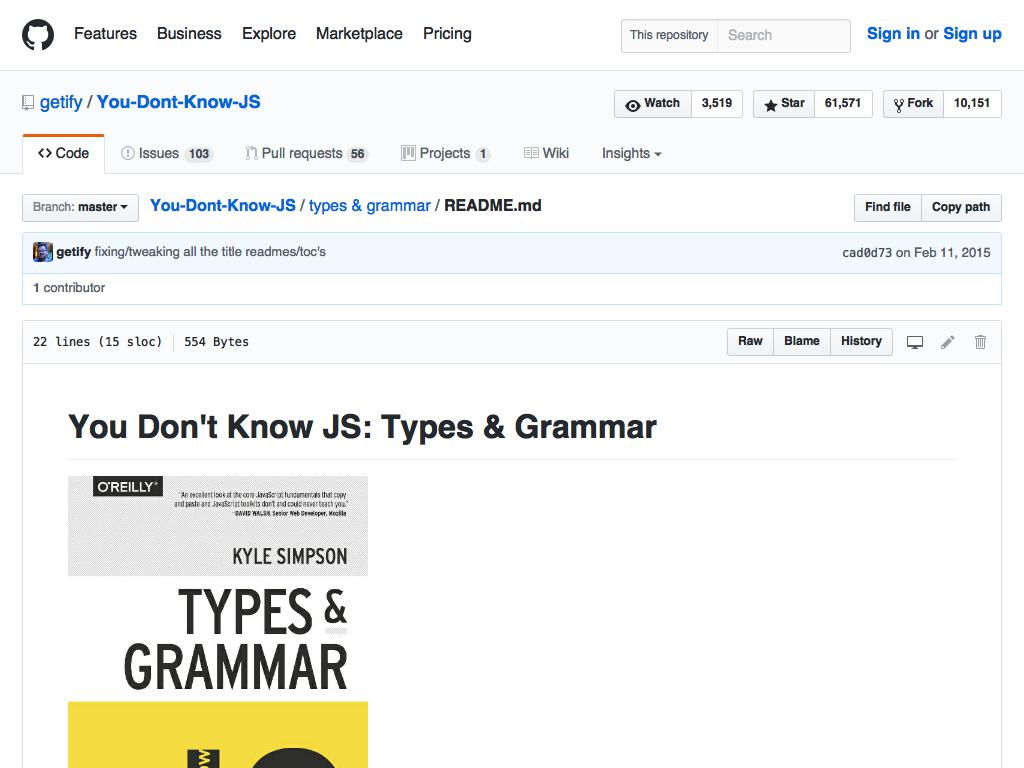 Features Business Explore Marketplace Pricing This repository Search Sign in or Sign up
getify / You-Dont-Know-JS Watch 3,519 Star 61,571 Fork 10,151
Code Issues 103 Pull requests 56 Projects 1 Wiki Insights
Branch: master You-Dont-Know-JS / types & grammar / README.md Find file Copy path
getify fixing/tweaking all the title readmes/toc's cad0d73 on Feb 11, 2015
1 contributor
22 lines (15 sloc) 554 Bytes Raw Blame History
You Don't Know JS: Types & Grammar
O'REILLY®
"An excellent look at the core JavaScript fundamentals that copy
and paste and JavaScript toolkits don't and could never teach you."
-DAVID WALSH, Senior Web Developer, Mozilla
KYLE SIMPSON
TYPES &
GRAMMAR